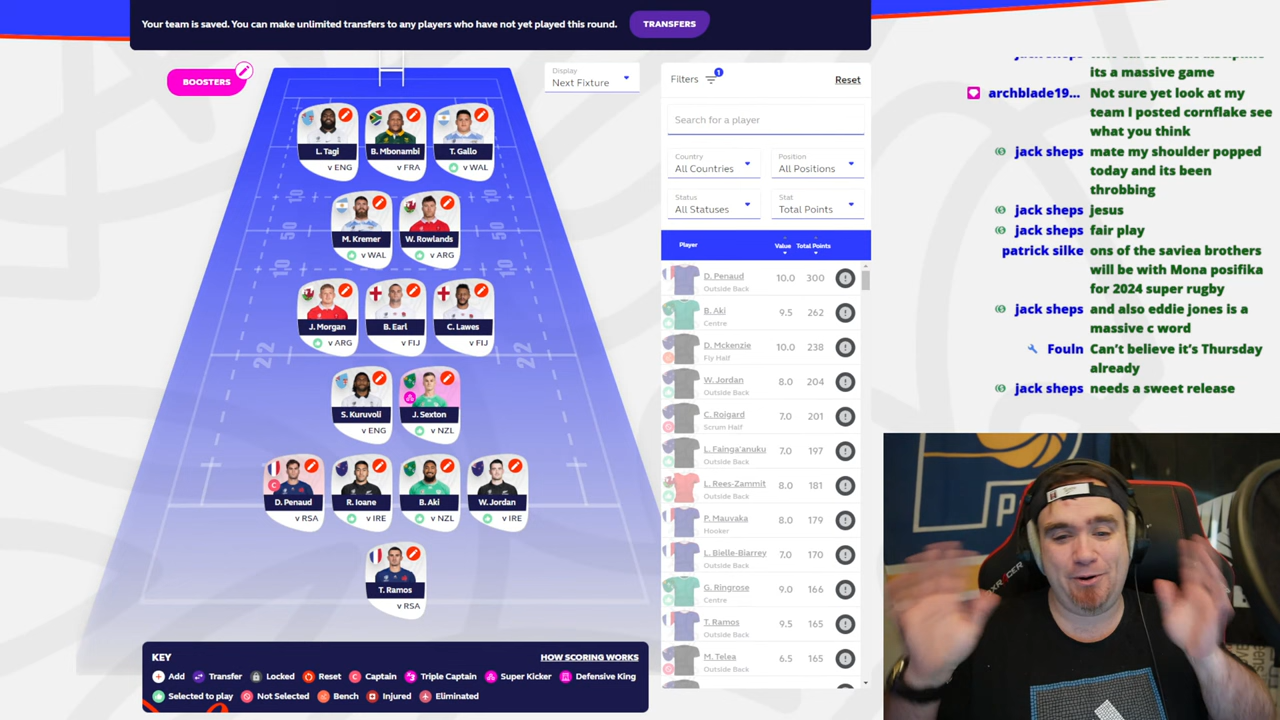 Your team is saved. You can make unlimited transfers to any players who have not yet played this round.
TRANSFERS
BOOSTERS
Display
Next Fixture
L. Tagi
B. Mbonambi
T. Gallo
v ENG
v FRA
v WAL
M. Kremer
W. Rowlands
v WAL
v ARG
J. Morgan
B. Earl
C. Lawes
v ARG
v FIJ
v FIJ
S. Kuruvoli
J. Sexton
v ENG
v NZL
D. Penaud
R. Ioane
B. Aki
W. Jordan
v RSA
v IRE
v NZL
v IRE
T. Ramos
v RSA
10
10
50
50
22
22
KEY
HOW SCORING WORKS
Add
Transfer
Locked
Reset
Captain
Triple Captain
Super Kicker
Defensive King
Selected to play
Not Selected
Bench
Injured
Eliminated
Filters
1
Reset
Search for a player
Country
All Countries
Position
All Positions
Status
All Statuses
Stat
Total Points
Player
Value
Total Points
D. Penaud 10.0 300
Outside Back
B. Aki 9.5 262
Centre
D. Mckenzie 10.0 238
Fly Half
W. Jordan 8.0 204
Outside Back
C. Roigard 7.0 201
Scrum Half
L. Fainga'anuku 7.0 197
Outside Back
L. Rees-Zammit 8.0 181
Outside Back
P. Mauvaka 8.0 179
Hooker
L. Bielle-Biarrey 7.0 170
Outside Back
G. Ringrose 9.0 166
Centre
T. Ramos 9.5 165
Outside Back
M. Telea 6.5 165
its a massive game
archblade19... Not sure yet look at my
team I posted cornflake see
what you think
jack sheps mate my shoulder popped
today and its been
throbbing
jack sheps jesus
jack sheps fair play
patrick silke ons of the saviea brothers
will be with Mona posifika
for 2024 super rugby
jack sheps and also eddie jones is a
massive c word
Fouln Can't believe it's Thursday
already
jack sheps needs a sweet release